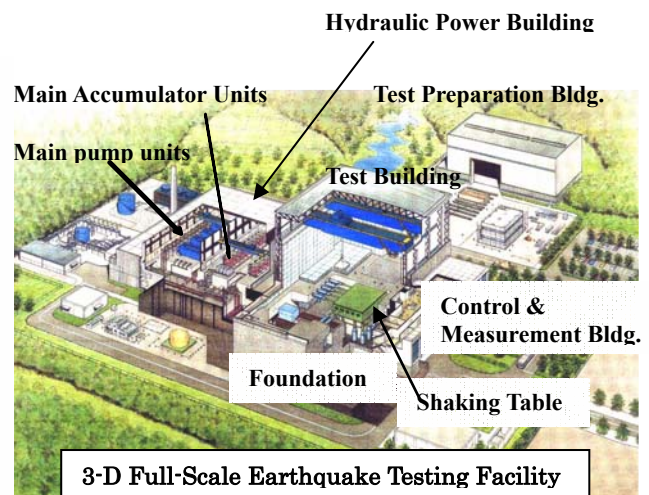 Hydraulic Power Building
Main Accumulator Units
Test Preparation Bldg.
Main pump units
Test Building
Control &
Measurement Bldg.
Foundation
Shaking Table
3-D Full-Scale Earthquake Testing Facility